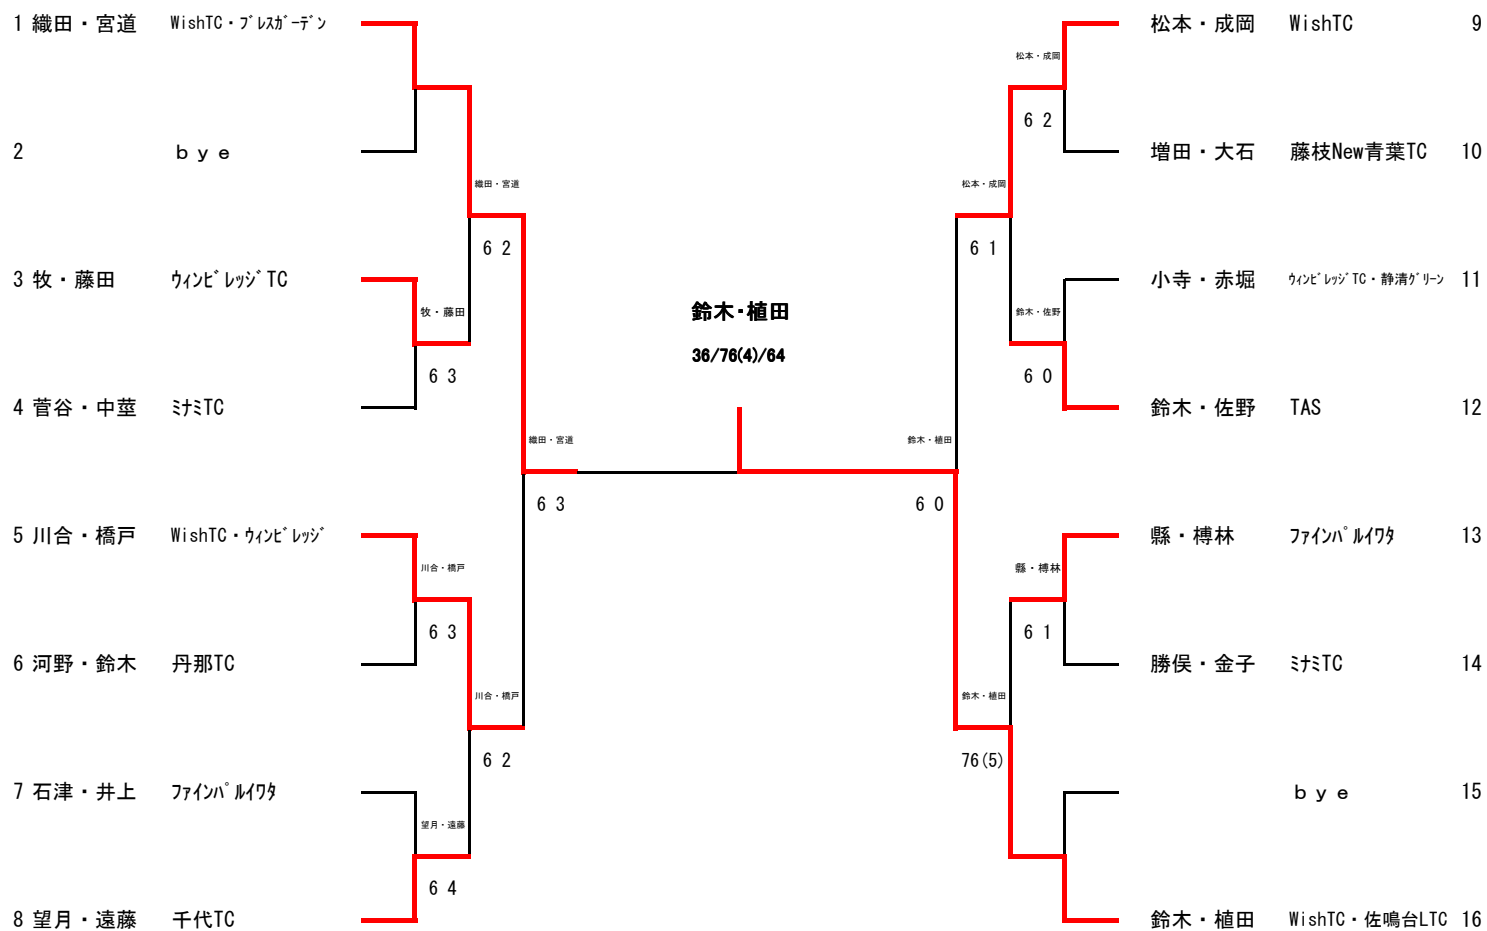 1 織田・宮道 WishTC・ﾌﾞﾚｽｶﾞｰﾃﾞﾝ
松本・成岡 WishTC 9
松本・成岡
6 2
2 ｂｙｅ
増田・大石 藤枝New青葉TC 10
織田・宮道
松本・成岡
6 2
6 1
3 牧・藤田 ｳｨﾝﾋﾞﾚｯｼﾞTC
小寺・赤堀 ｳｨﾝﾋﾞﾚｯｼﾞTC・静清ｸﾞﾘｰﾝ 11
牧・藤田
鈴木・植田
鈴木・佐野
36/76(4)/64
6 3
6 0
4 菅谷・中莖 ﾐﾅﾐTC
鈴木・佐野 TAS 12
織田・宮道
鈴木・植田
6 3
6 0
5 川合・橋戸 WishTC・ｳｨﾝﾋﾞﾚｯｼﾞ
縣・榑林 ﾌｧｲﾝﾊﾟﾙｲﾜﾀ 13
川合・橋戸
縣・榑林
6 3
6 1
6 河野・鈴木 丹那TC
勝俣・金子 ﾐﾅﾐTC 14
川合・橋戸
鈴木・植田
6 2
76(5)
7 石津・井上 ﾌｧｲﾝﾊﾟﾙｲﾜﾀ
ｂｙｅ 15
望月・遠藤
6 4
8 望月・遠藤 千代TC
鈴木・植田 WishTC・佐鳴台LTC 16